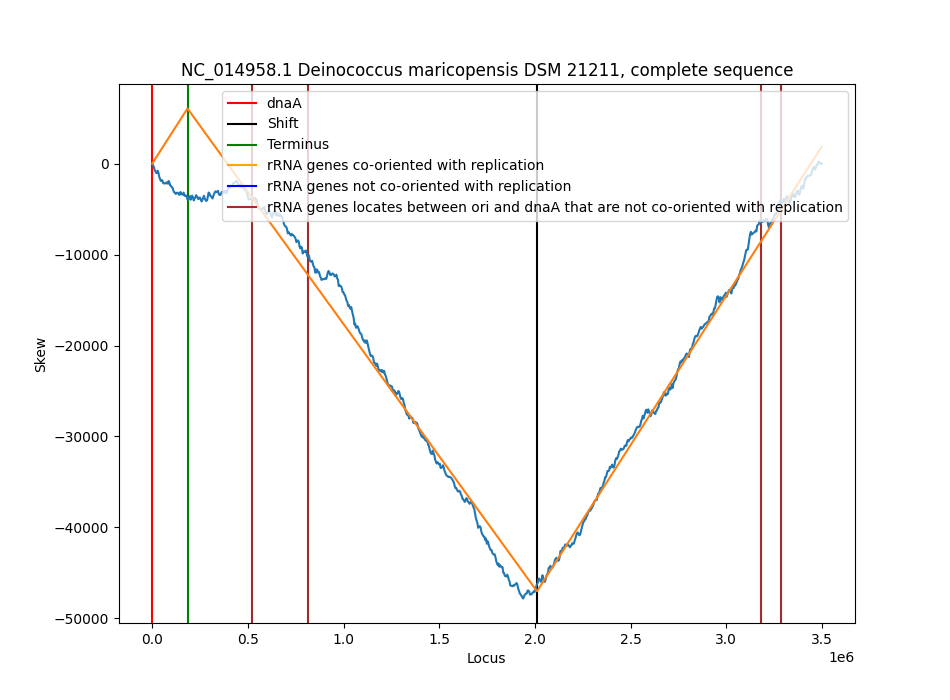 NC_014958.1 Deinococcus maricopensis DSM 21211, complete sequence
dnaA
Shift
Terminus
rRNA genes co-oriented with replication
rRNA genes not co-oriented with replication
rRNA genes locates between ori and dnaA that are not co-oriented with replication
0
−10000
−20000
−30000
−40000
−50000
Skew
0.0
0.5
1.0
1.5
2.0
2.5
3.0
3.5
Locus
1e6